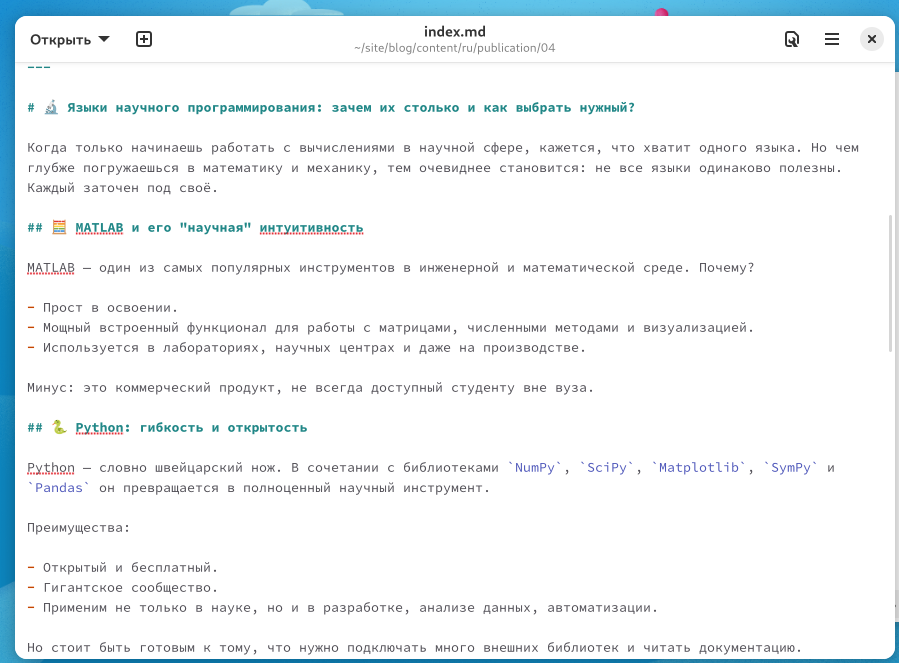 Открыть
index.md
~/site/blog/content/ru/publication/04
---
# 🔬 Языки научного программирования: зачем их столько и как выбрать нужный?
Когда только начинаешь работать с вычислениями в научной сфере, кажется, что хватит одного языка. Но чем
глубже погружаешься в математику и механику, тем очевиднее становится: не все языки одинаково полезны.
Каждый заточен под своё.
## 🧮 MATLAB и его "научная" интуитивность
MATLAB — один из самых популярных инструментов в инженерной и математической среде. Почему?
- Прост в освоении.
- Мощный встроенный функционал для работы с матрицами, численными методами и визуализацией.
- Используется в лабораториях, научных центрах и даже на производстве.
Минус: это коммерческий продукт, не всегда доступный студенту вне вуза.
## 🐍 Python: гибкость и открытость
Python — словно швейцарский нож. В сочетании с библиотеками `NumPy`, `SciPy`, `Matplotlib`, `SymPy` и
`Pandas` он превращается в полноценный научный инструмент.
Преимущества:
- Открытый и бесплатный.
- Гигантское сообщество.
- Применим не только в науке, но и в разработке, анализе данных, автоматизации.
Но стоит быть готовым к тому, что нужно подключать много внешних библиотек и читать документацию.